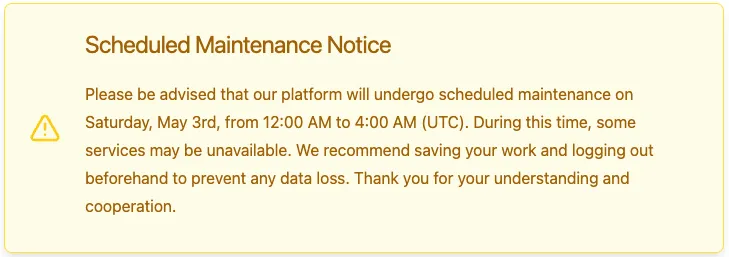 Scheduled Maintenance Notice
Please be advised that our platform will undergo scheduled maintenance on
Saturday, May 3rd, from 12:00 AM to 4:00 AM (UTC). During this time, some
services may be unavailable. We recommend saving your work and logging out
beforehand to prevent any data loss. Thank you for your understanding and
cooperation.